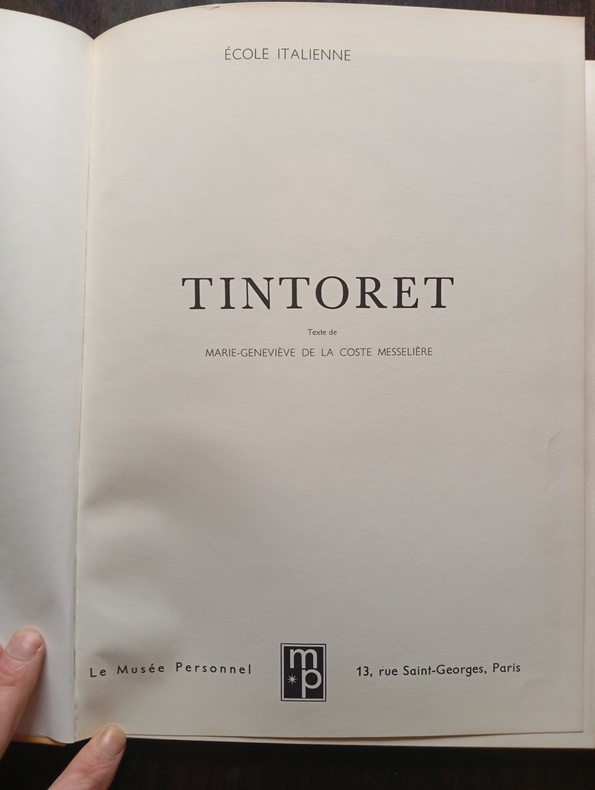 ÉCOLE ITALIENNE
TINTORET
Texte de
MARIE-GENEVIÈVE DE LA COSTE MESSELIÈRE
Le Musée Personnel
mp
13, rue Saint-Georges, Paris